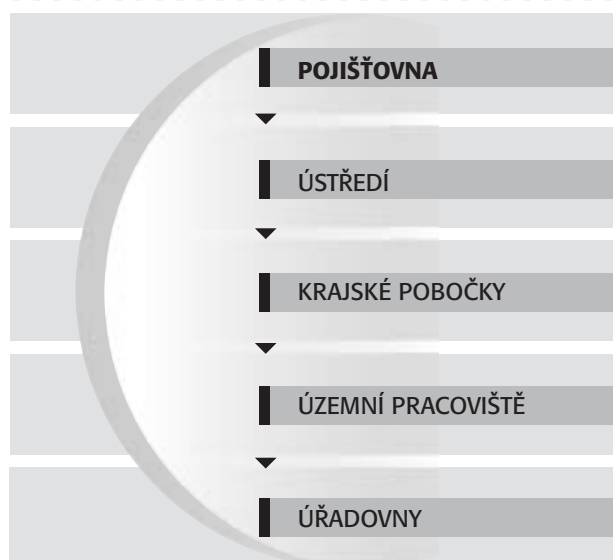 POJIŠŤOVNA
ÚSTŘEDÍ
KRAJSKÉ POBOČKY
ÚZEMNÍ PRACOVIŠTĚ
ÚŘADOVNY